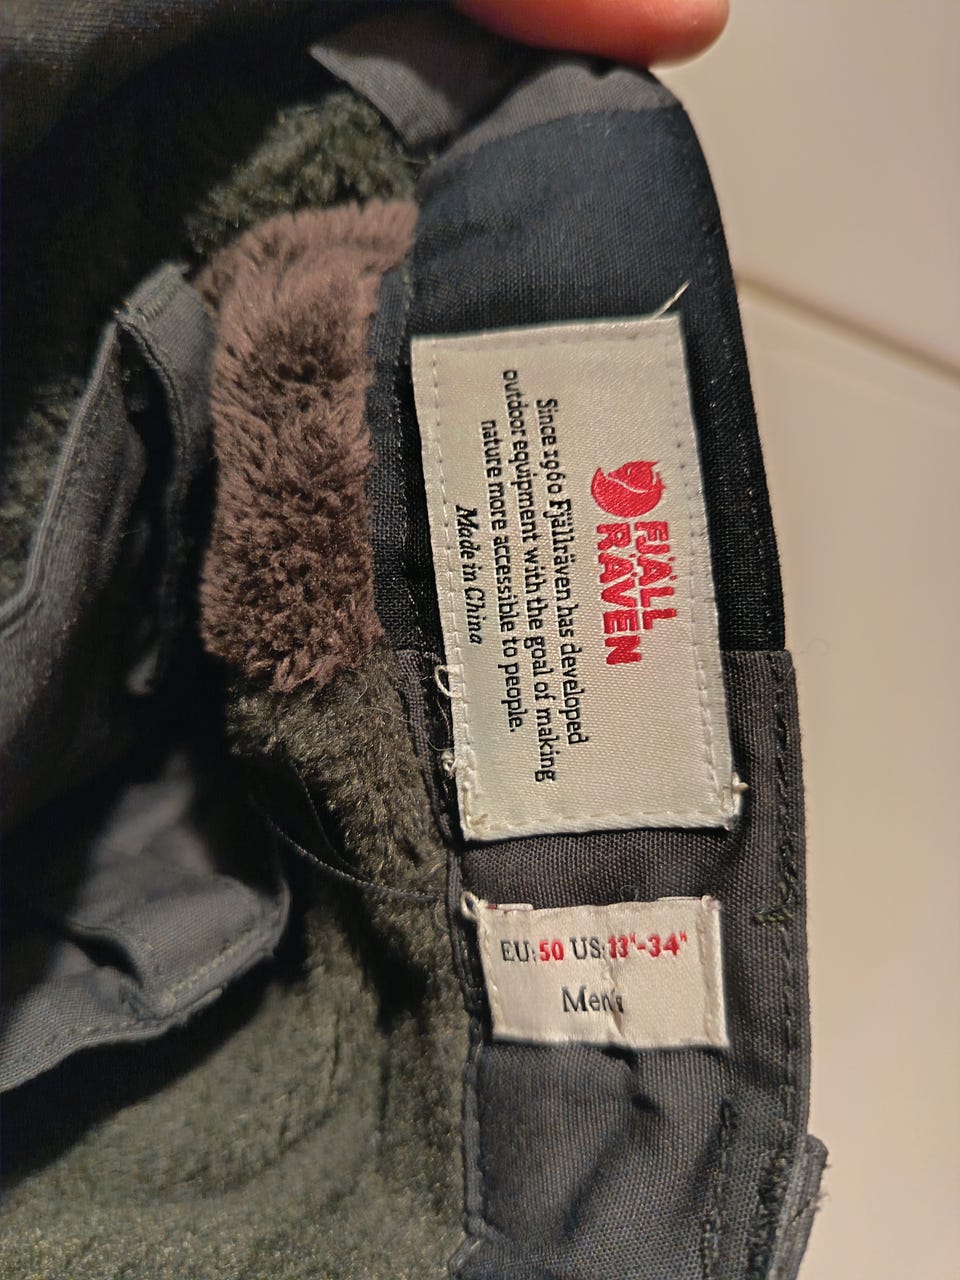 FJÄLL
RÄVEN
Since 1960 Fjällräven has developed
outdoor equipment with the goal of making
nature more accessible to people.
Made in China
EU:50 US:33"-34"
Men's